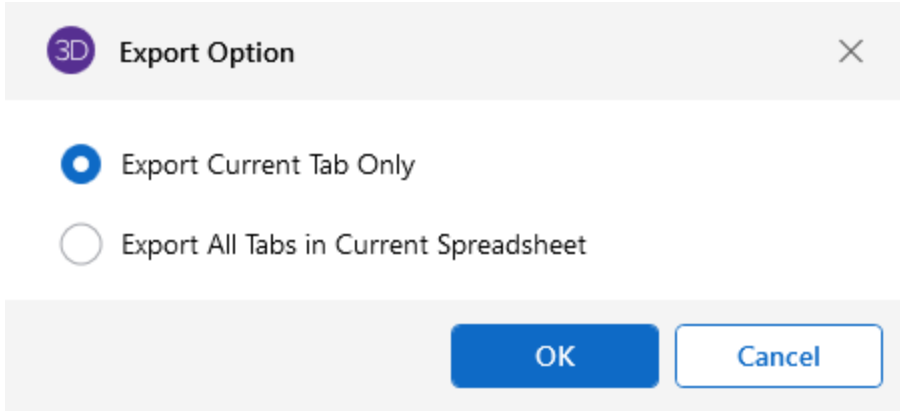 3D Export Option
Export Current Tab Only
Export All Tabs in Current Spreadsheet
OK Cancel